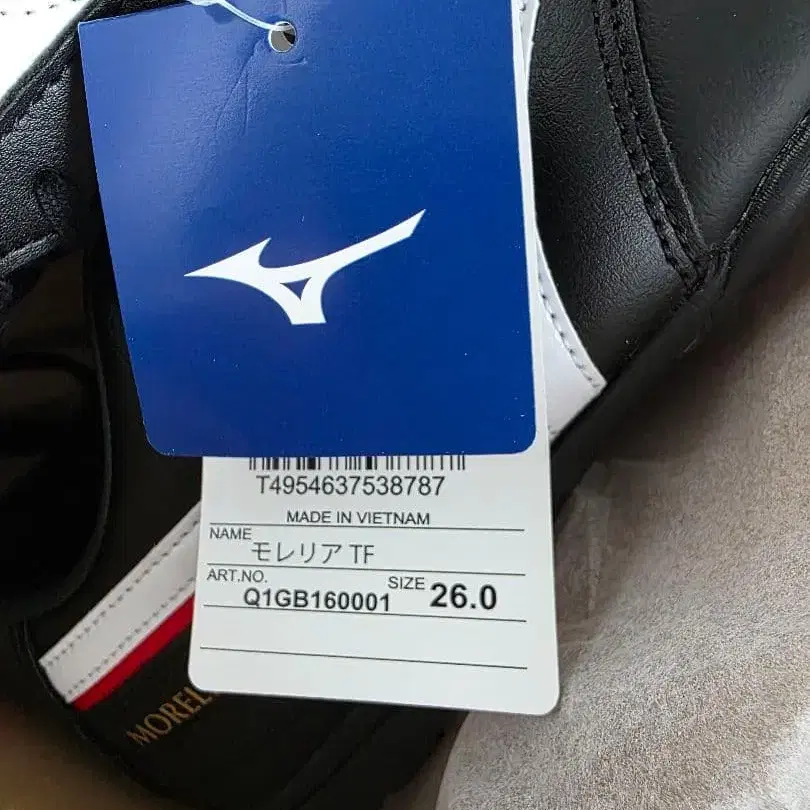 T4954637538787
MADE IN VIETNAM
NAME
モレリア TF
ART.NO.
Q1GB160001
SIZE 26.0